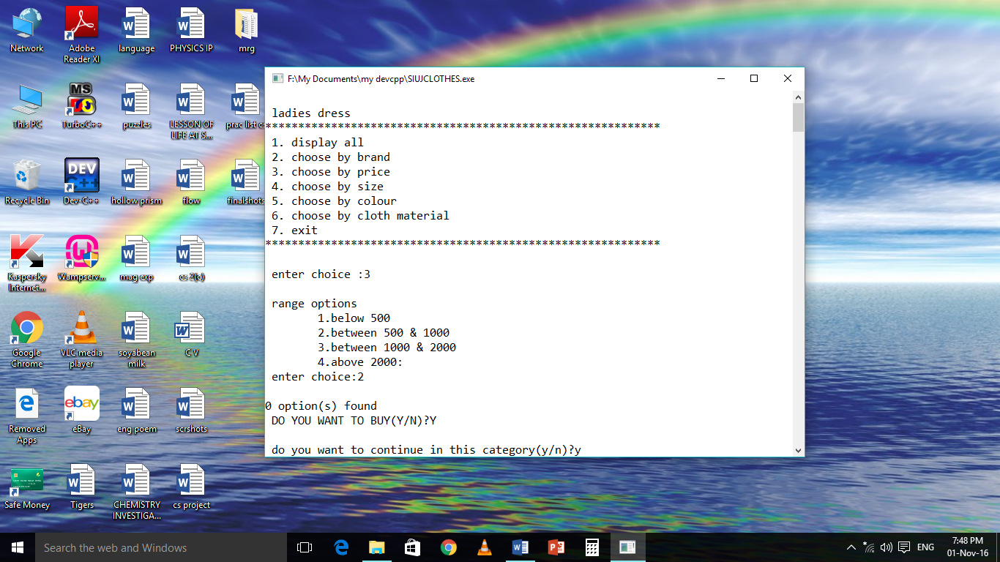 Network
Adobe
Reader XI
language
PHYSICS IP
mrg
This PC
MS
TurboC++
puzzles
LESSON OF
LIFE AT S...
prac list cs
Recycle Bin
DEV
C++
Dev-C++
hollow prism
flow
finalshots
Kaspersky
Internet...
Wampserv...
mag exp
cs 2(c)
Google
Chrome
VLC media
player
soyabean
milk
C V
Removed
Apps
ebay
eBay
eng poem
scrshots
Safe Money
Tigers
CHEMISTRY
INVESTIGA...
cs project
F:\My Documents\my devcpp\SIUJCLOTHES.exe
ladies dress
************************************************************
1. display all
2. choose by brand
3. choose by price
4. choose by size
5. choose by colour
6. choose by cloth material
7. exit
************************************************************
enter choice :3
range options
1.below 500
2.between 500 & 1000
3.between 1000 & 2000
4.above 2000:
enter choice:2
0 option(s) found
DO YOU WANT TO BUY(Y/N)?Y
do you want to continue in this category(y/n)?y
Search the web and Windows
ENG
7:48 PM
01-Nov-16